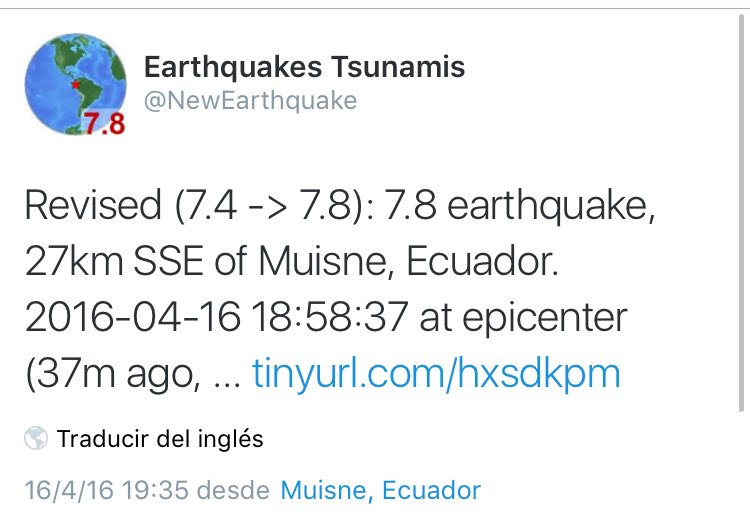 Earthquakes Tsunamis
@NewEarthquake
7.8
Revised (7.4 -> 7.8): 7.8 earthquake,
27km SSE of Muisne, Ecuador.
2016-04-16 18:58:37 at epicenter
(37m ago, ... tinyurl.com/hxsdkpm
Traducir del inglés
16/4/16 19:35 desde Muisne, Ecuador